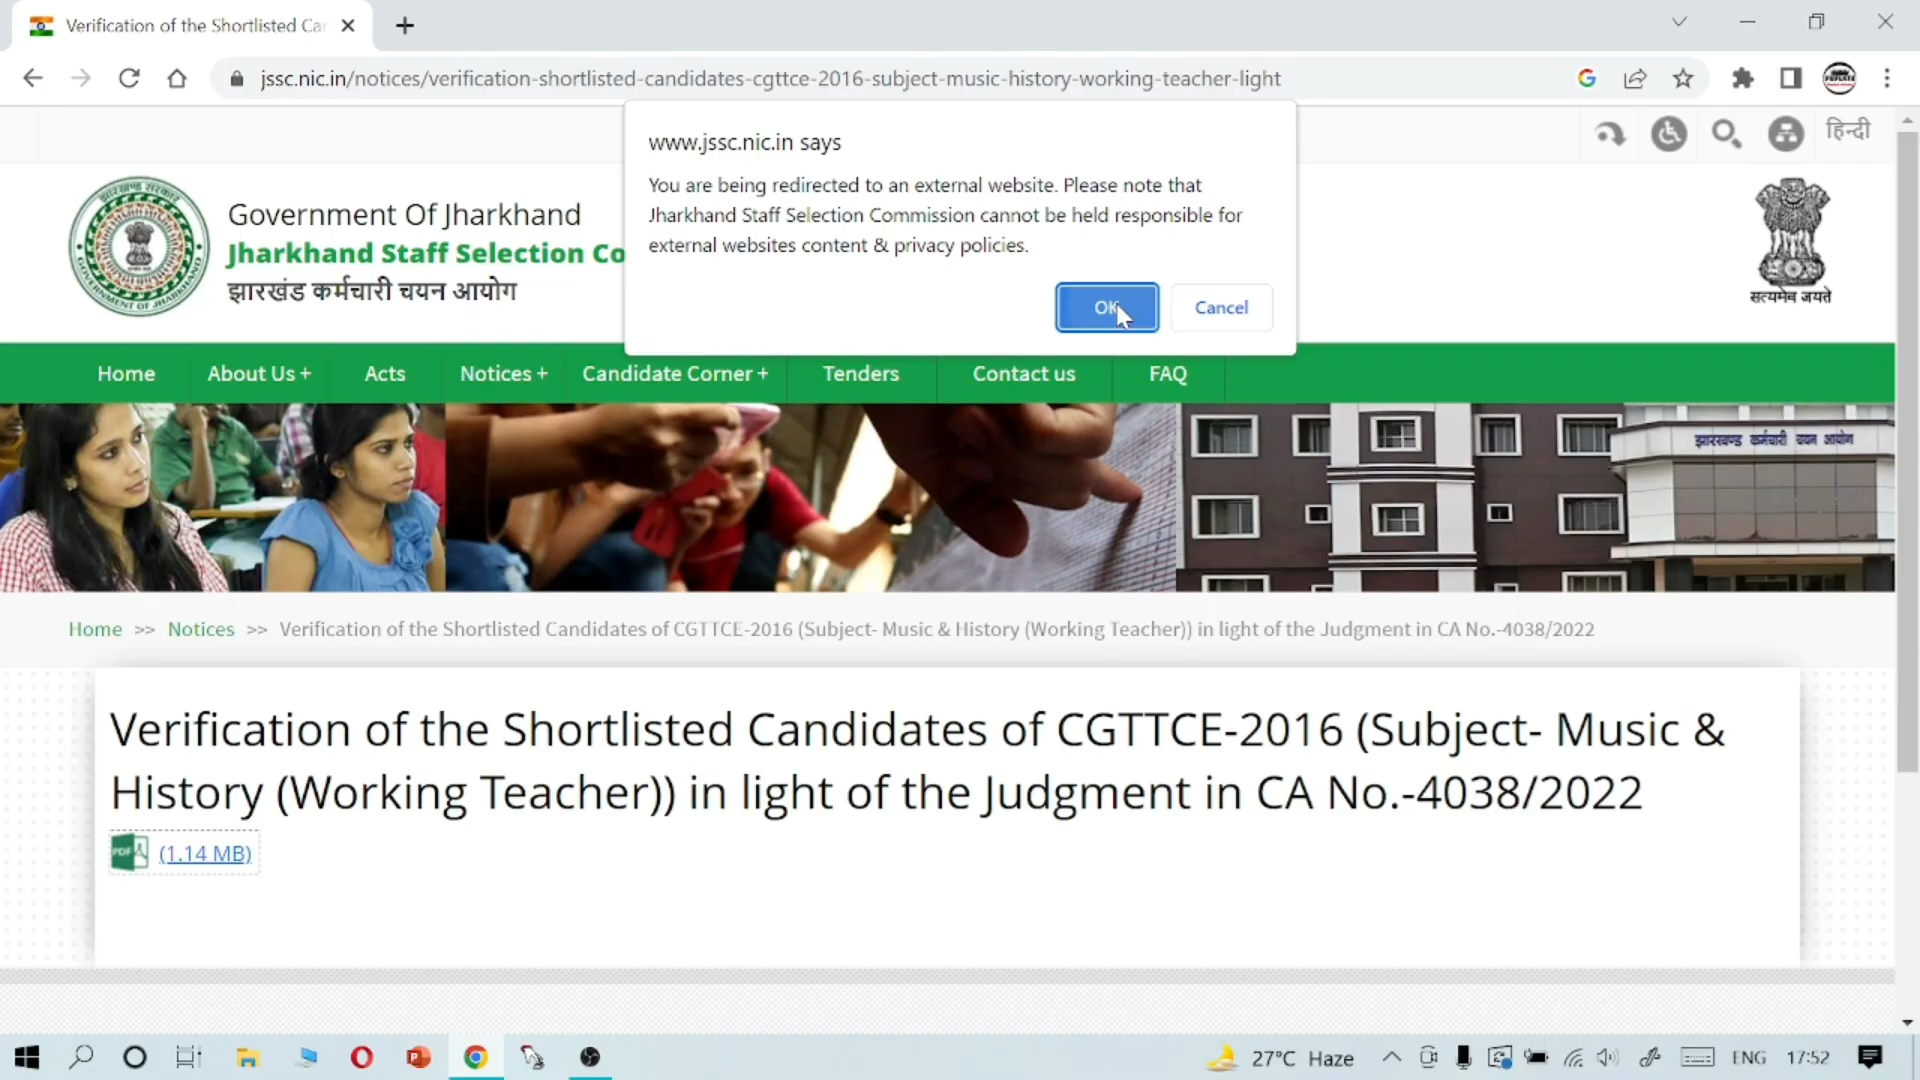 Verification of the Shortlisted Can
jssc.nic.in/notices/verification-shortlisted-candidates-cgttce-2016-subject-music-history-working-teacher-light
www.jssc.nic.in says
You are being redirected to an external website. Please note that
Jharkhand Staff Selection Commission cannot be held responsible for
external websites content & privacy policies.
OK
Cancel
हिन्दी
Government Of Jharkhand
Jharkhand Staff Selection Co
झारखंड कर्मचारी चयन आयोग
सत्यमेव जयते
Home
About Us +
Acts
Notices +
Candidate Corner +
Tenders
Contact us
FAQ
झारखण्ड कर्मचारी चयन आयोग
Home >> Notices >> Verification of the Shortlisted Candidates of CGTTCE-2016 (Subject- Music & History (Working Teacher)) in light of the Judgment in CA No.-4038/2022
Verification of the Shortlisted Candidates of CGTTCE-2016 (Subject- Music &
History (Working Teacher)) in light of the Judgment in CA No.-4038/2022
PDF (1.14 MB)
27°C Haze
ENG
17:52